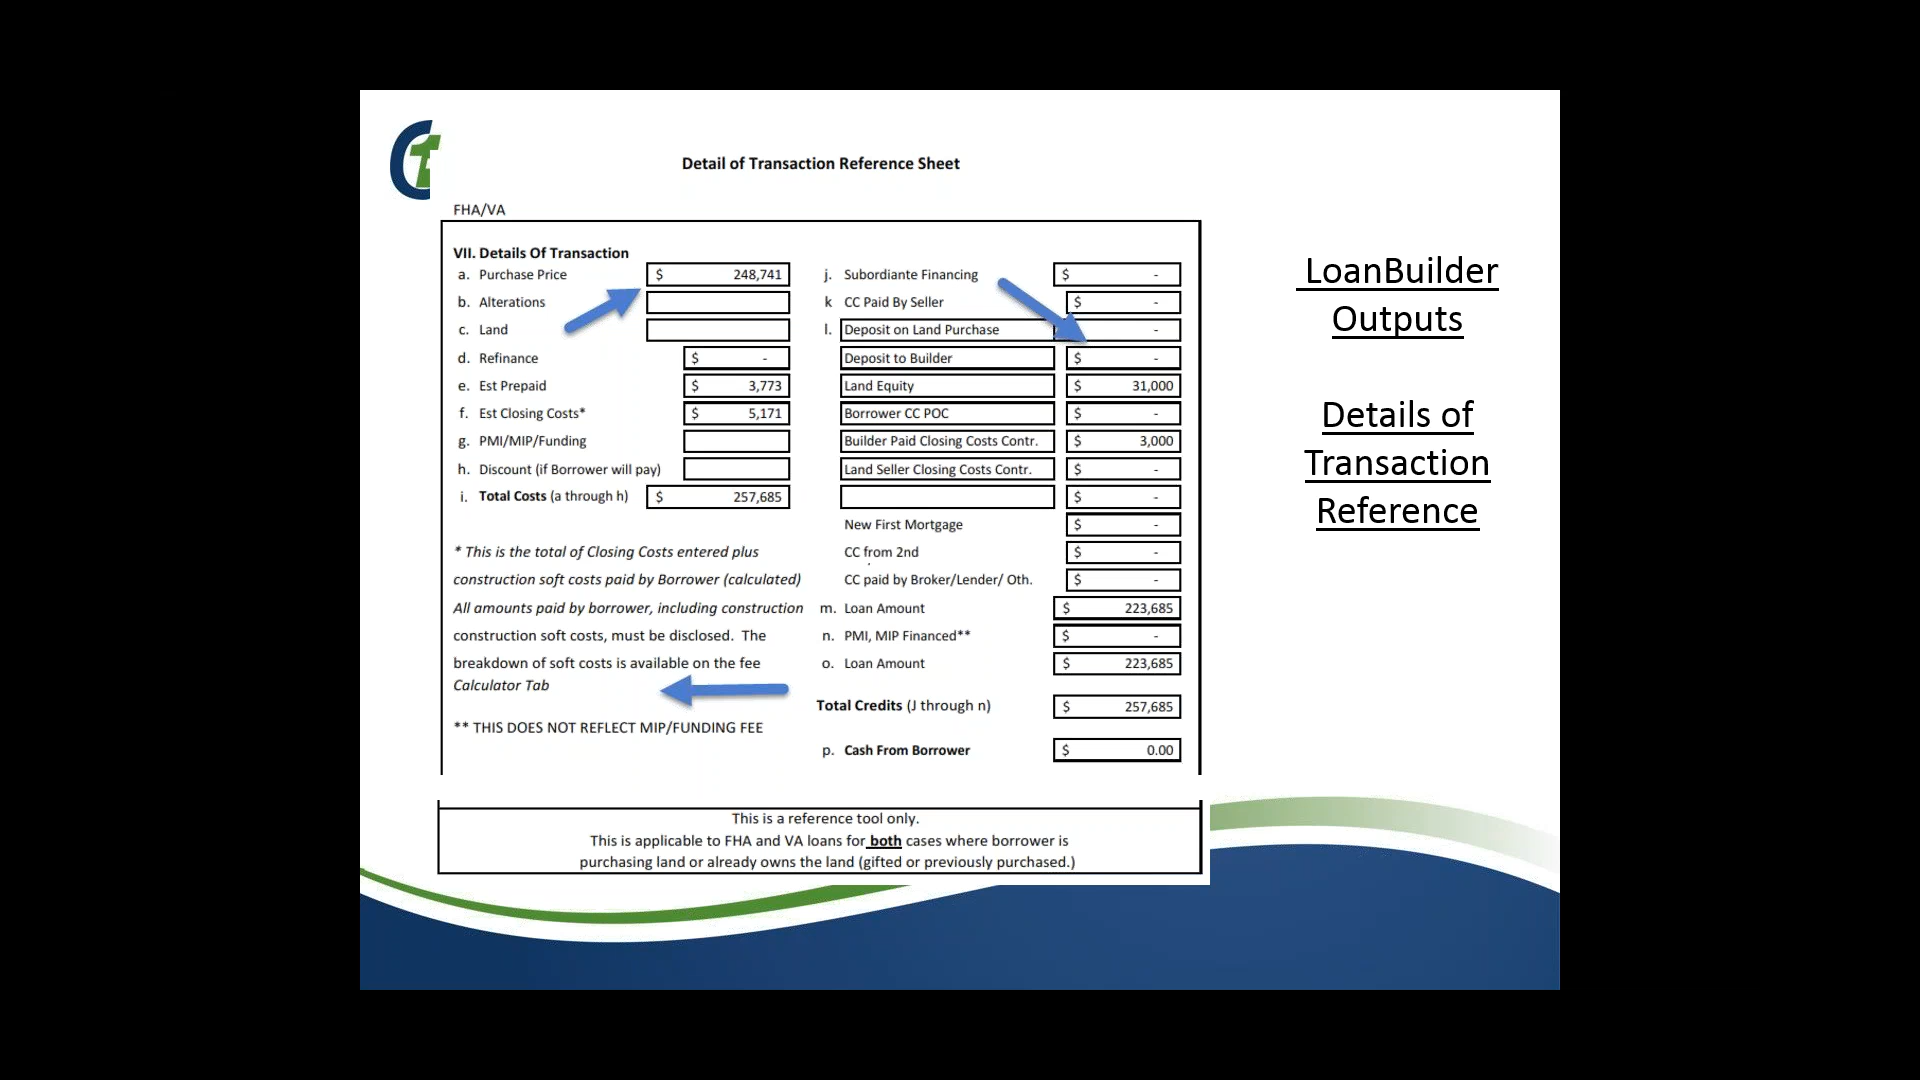 Detail of Transaction Reference Sheet
FHA/VA
VII. Details Of Transaction
a. Purchase Price $ 248,741
b. Alterations
c. Land
d. Refinance $ -
e. Est Prepaid $ 3,773
f. Est Closing Costs* $ 5,171
g. PMI/MIP/Funding
h. Discount (if Borrower will pay)
i. Total Costs (a through h) $ 257,685
* This is the total of Closing Costs entered plus
construction soft costs paid by Borrower (calculated)
All amounts paid by borrower, including construction
construction soft costs, must be disclosed. The
breakdown of soft costs is available on the fee
Calculator Tab
** THIS DOES NOT REFLECT MIP/FUNDING FEE
j. Subordiante Financing $ -
k CC Paid By Seller $ -
l. Deposit on Land Purchase -
Deposit to Builder $ -
Land Equity $ 31,000
Borrower CC POC $ -
Builder Paid Closing Costs Contr. $ 3,000
Land Seller Closing Costs Contr. $ -
$ -
New First Mortgage $ -
CC from 2nd $ -
CC paid by Broker/Lender/ Oth. $ -
m. Loan Amount $ 223,685
n. PMI, MIP Financed** $ -
o. Loan Amount $ 223,685
Total Credits (J through n) $ 257,685
p. Cash From Borrower $ 0.00
This is a reference tool only.
This is applicable to FHA and VA loans for both cases where borrower is
purchasing land or already owns the land (gifted or previously purchased.)
LoanBuilder
Outputs
Details of
Transaction
Reference